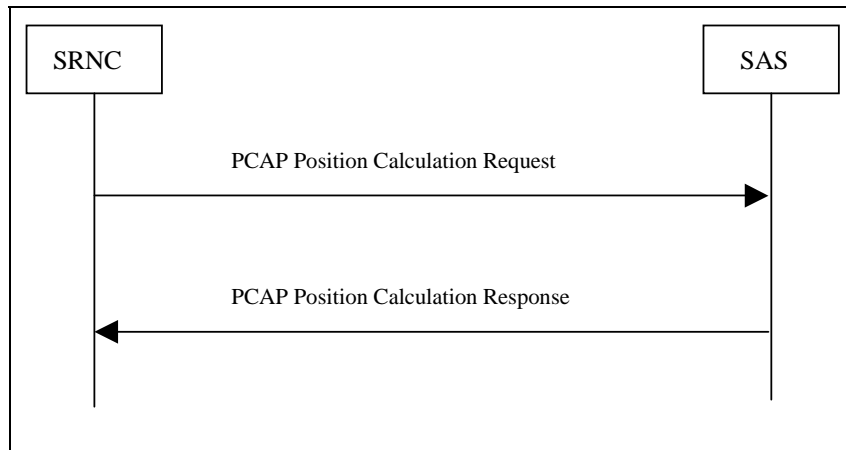 SRNC
SAS
PCAP Position Calculation Request
PCAP Position Calculation Response